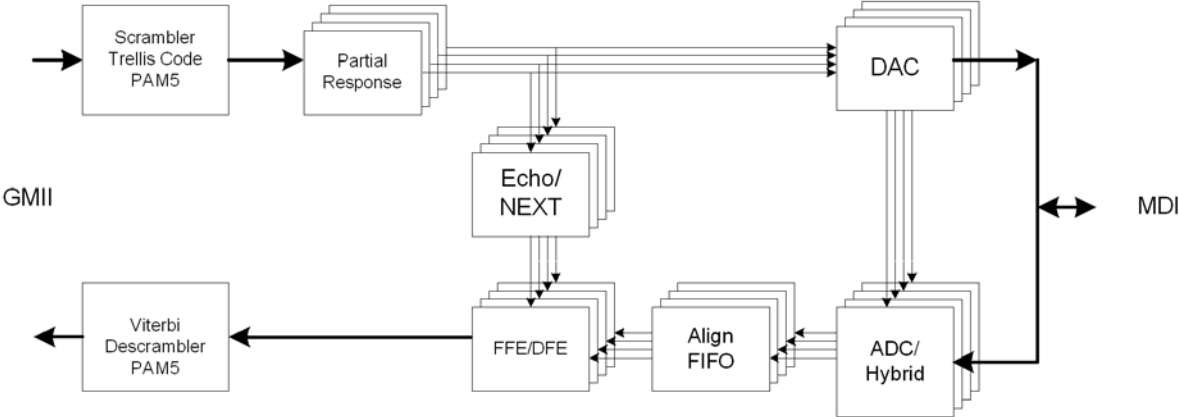 Scrambler
Trellis Code
PAM5
Partial
Response
DAC
Echo/
NEXT
GMII
MDI
Viterbi
Descrambler
PAM5
FFE/DFE
Align
FIFO
ADC/
Hybrid